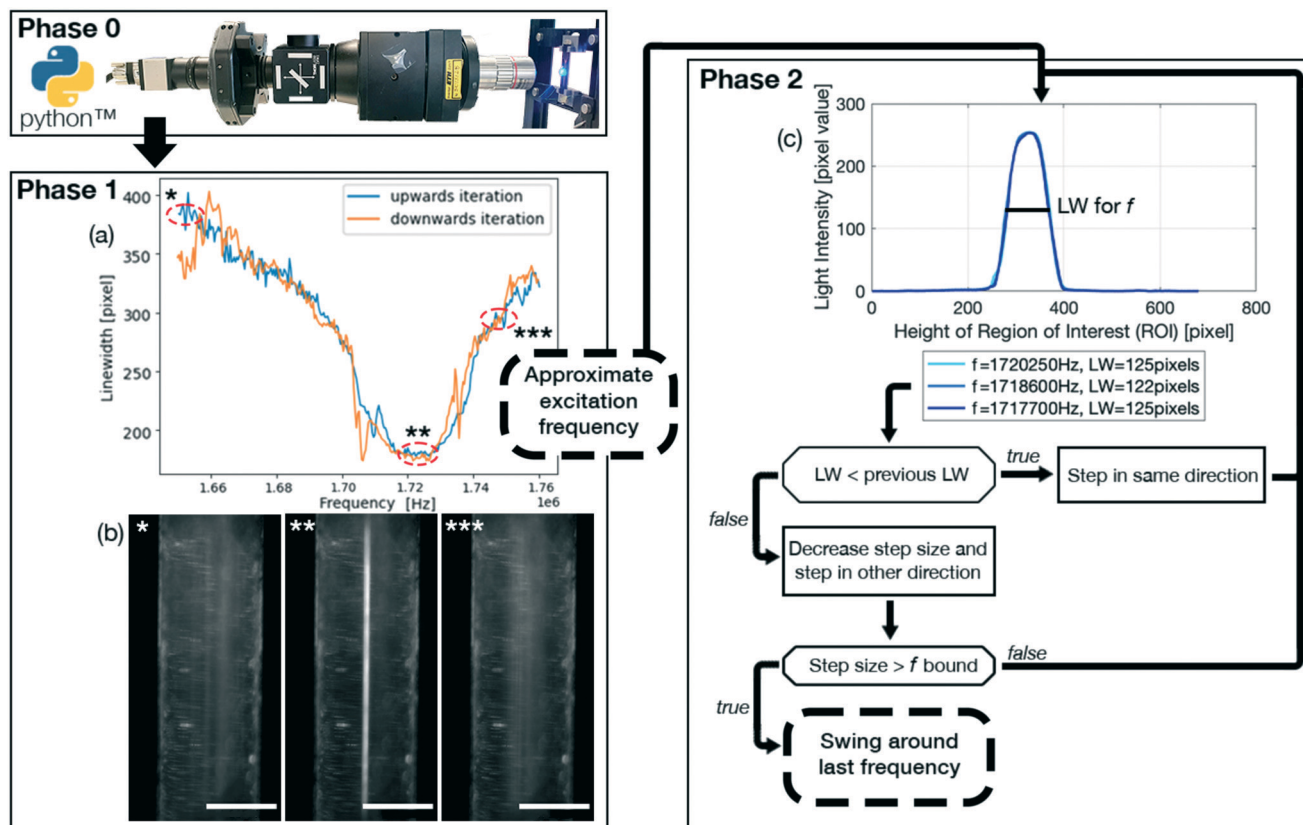 Phase 0
python™
Phase 1
*
(a)
upwards iteration
downwards iteration
400
350
300
250
200
Linewidth [pixel]
***
**
1.66
1.68
1.70
1.72
1.74
1.76
Frequency [Hz]
1e6
Approximate
excitation
frequency
(b)
*
**
***
Phase 2
(c)
300
200
100
0
Light Intensity [pixel value]
LW for f
0
200
400
600
800
Height of Region of Interest (ROI) [pixel]
f=1720250Hz, LW=125pixels
f=1718600Hz, LW=122pixels
f=1717700Hz, LW=125pixels
LW < previous LW
true
Step in same direction
false
Decrease step size and
step in other direction
Step size > f bound
false
true
Swing around
last frequency